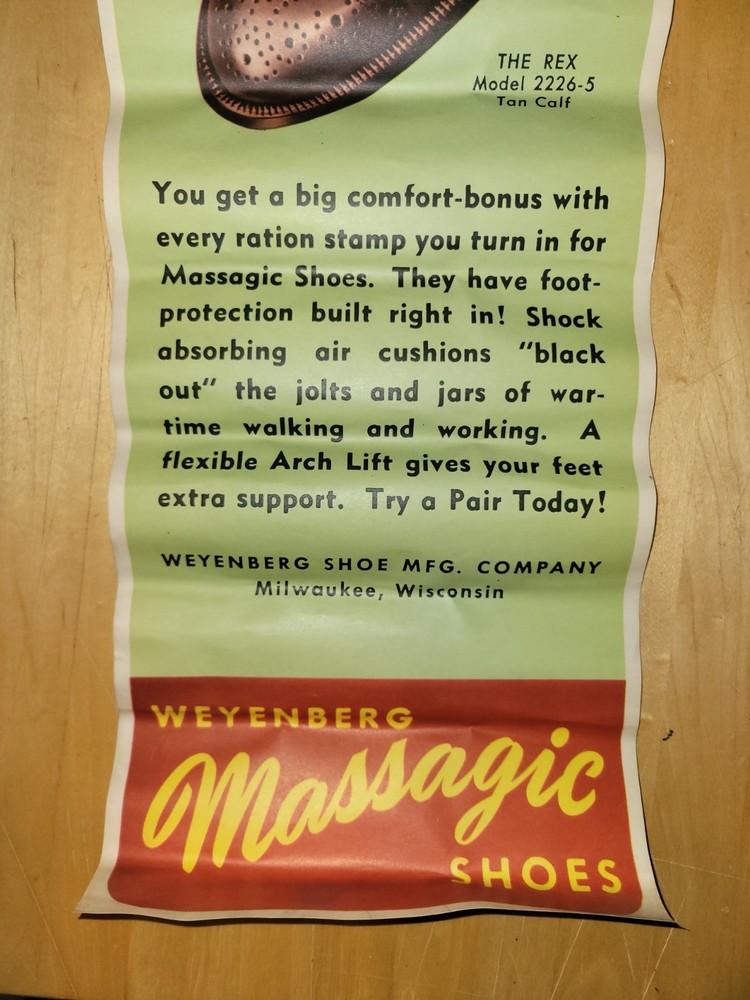 THE REX
Model 2226-5
Tan Calf
You get a big comfort-bonus with
every ration stamp you turn in for
Massagic Shoes. They have foot-
protection built right in! Shock
absorbing air cushions "black
out" the jolts and jars of war-
time walking and working. A
flexible Arch Lift gives your feet
extra support. Try a Pair Today!
WEYENBERG SHOE MFG. COMPANY
Milwaukee, Wisconsin
WEYENBERG
Massagic
SHOES